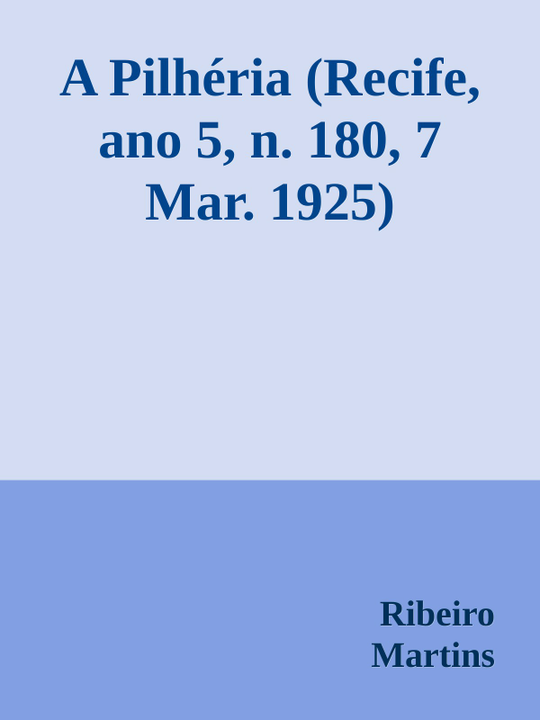 A Pilhéria (Recife,
ano 5, n. 180, 7
Mar. 1925)
Ribeiro
Martins